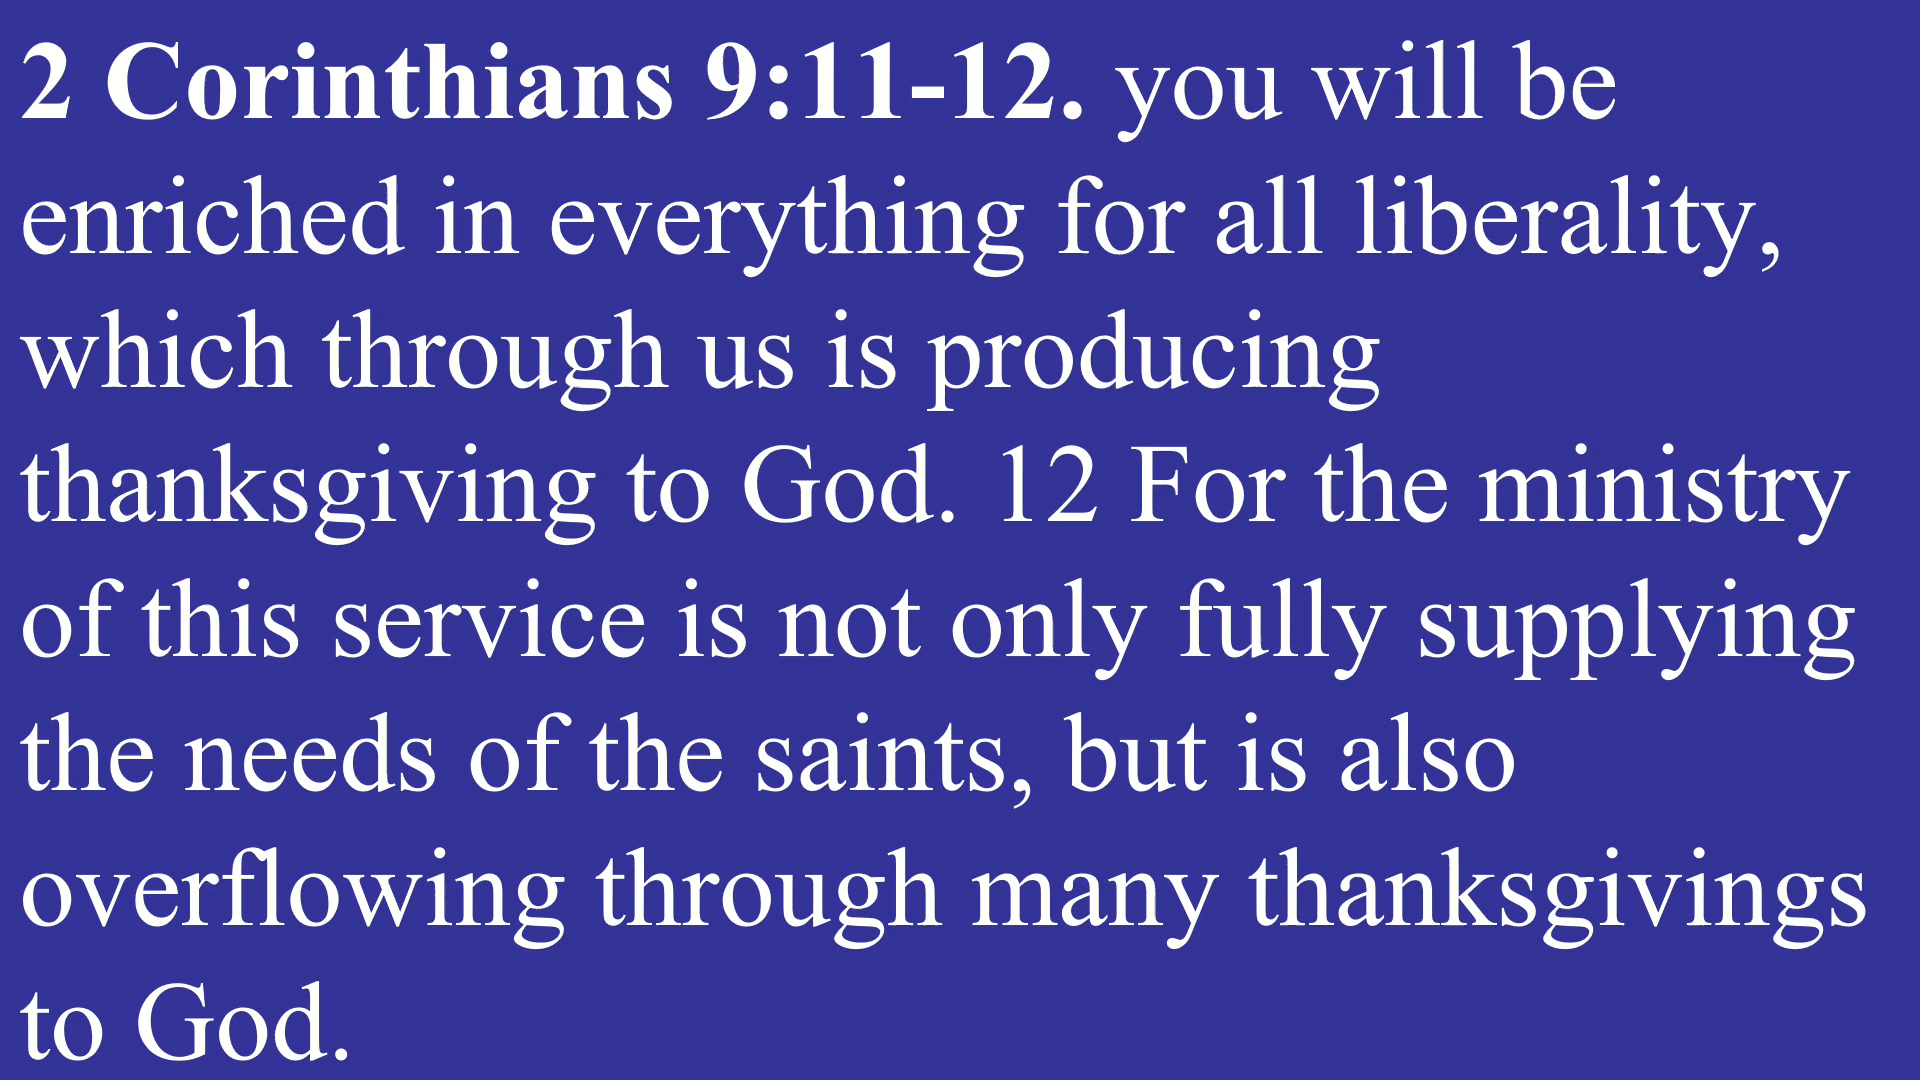 2 Corinthians 9:11-12. you will be
enriched in everything for all liberality,
which through us is producing
thanksgiving to God. 12 For the ministry
of this service is not only fully supplying
the needs of the saints, but is also
overflowing through many thanksgivings
to God.